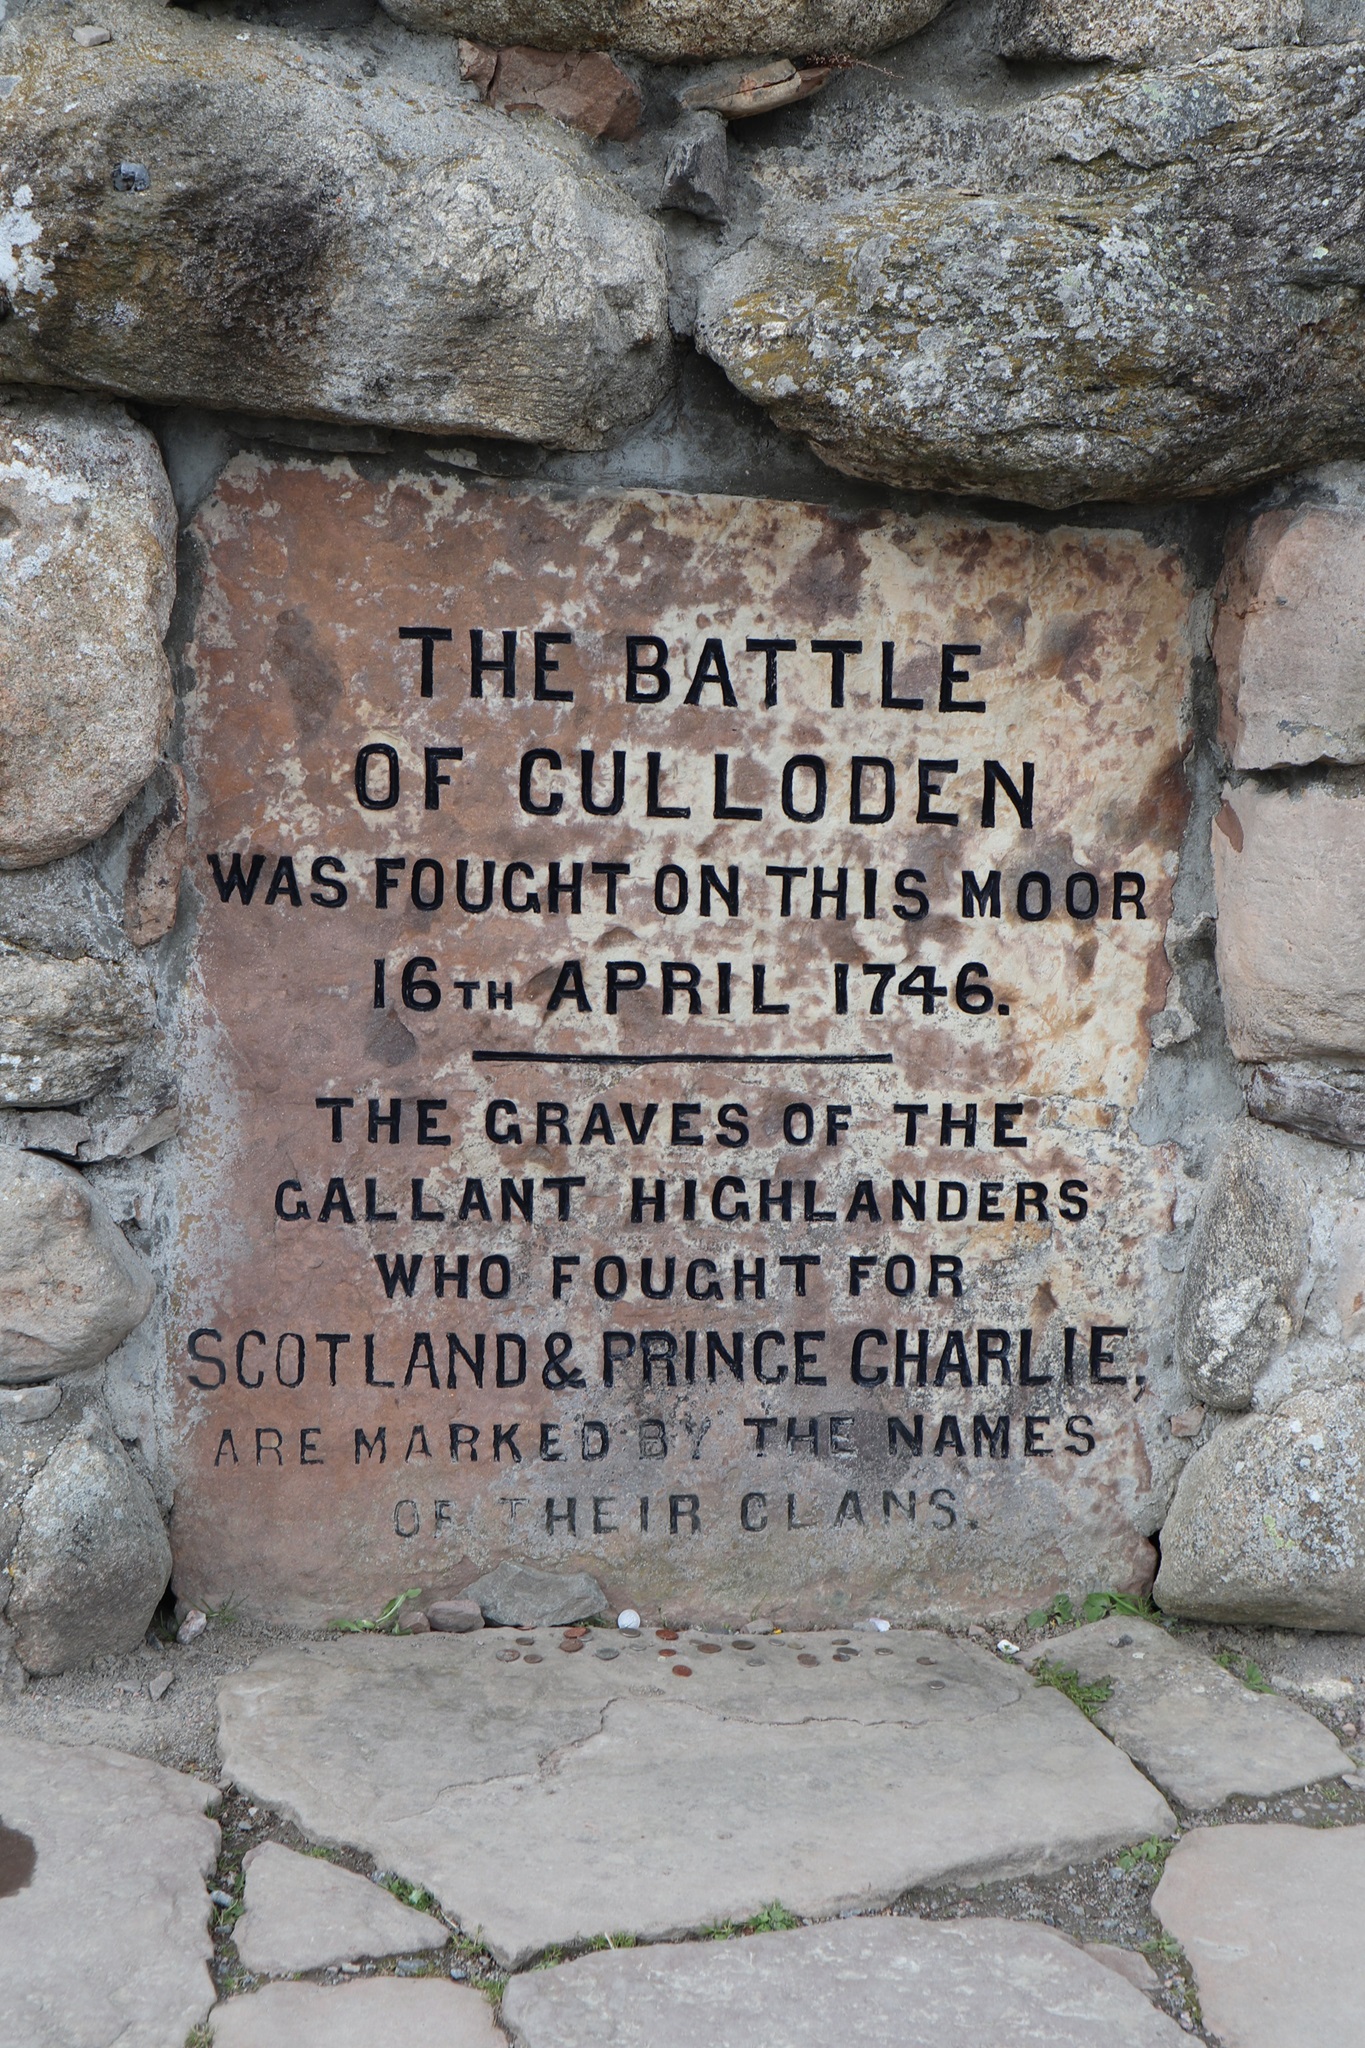 THE BATTLE
OF CULLODEN
WAS FOUGHT ON THIS MOOR
16TH APRIL 1746.
THE GRAVES OF THE
GALLANT HIGHLANDERS
WHO FOUGHT FOR
SCOTLAND & PRINCE CHARLIE,
ARE MARKED BY THE NAMES
OF THEIR CLANS.